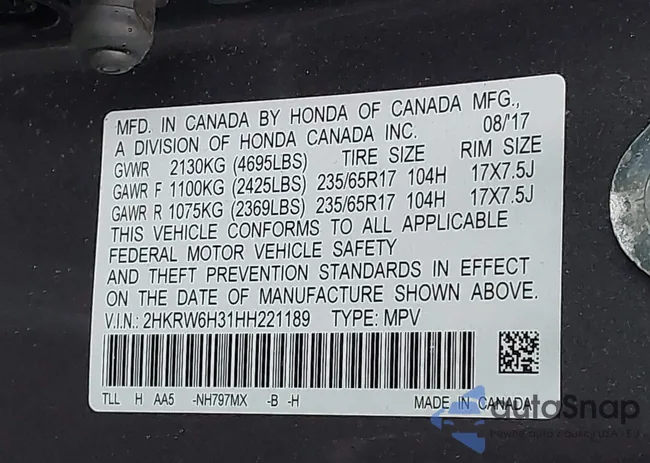 MFD. IN CANADA BY HONDA OF CANADA MFG.,
A DIVISION OF HONDA CANADA INC. 08/'17
GVWR 2130KG (4695LBS) TIRE SIZE RIM SIZE
GAWR F 1100KG (2425LBS) 235/65R17 104H 17X7.5J
GAWR R 1075KG (2369LBS) 235/65R17 104H 17X7.5J
THIS VEHICLE CONFORMS TO ALL APPLICABLE
FEDERAL MOTOR VEHICLE SAFETY
AND THEFT PREVENTION STANDARDS IN EFFECT
ON THE DATE OF MANUFACTURE SHOWN ABOVE.
V.I.N.: 2HKRW6H31HH221189 TYPE: MPV
TLL H AA5 -NH797MX -B -H MADE IN CANADA
autoSnap